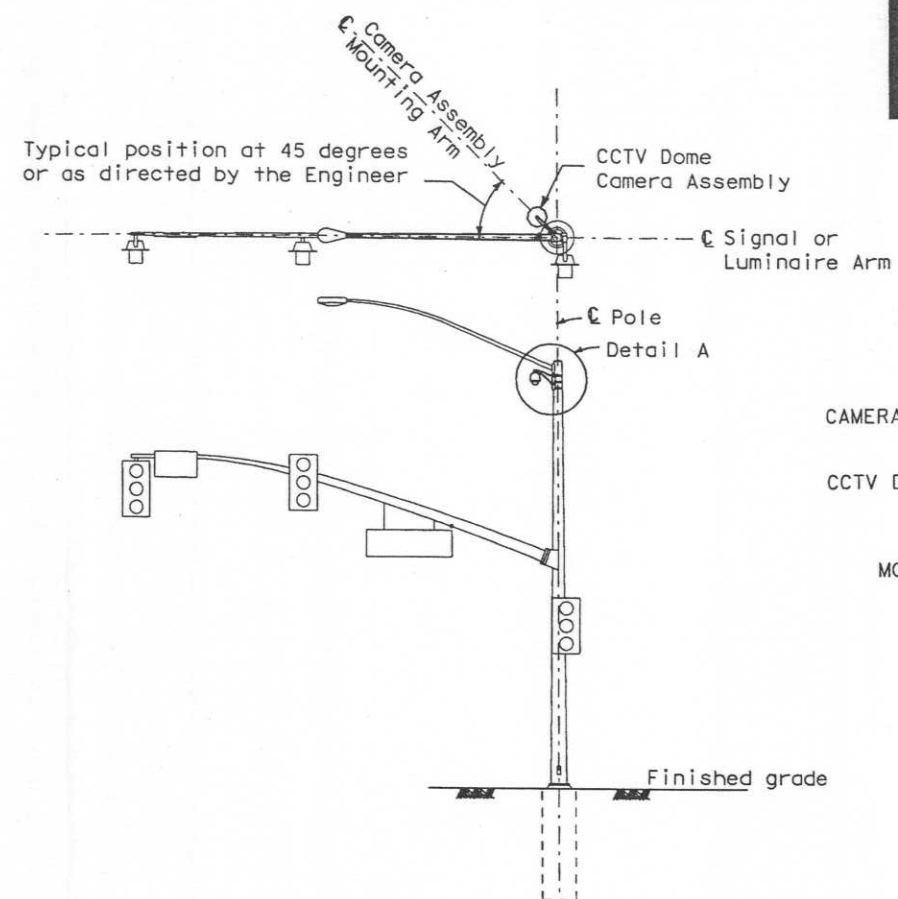 ℄ Camera Assembly
Mounting Arm
Typical position at 45 degrees
or as directed by the Engineer
CCTV Dome
Camera Assembly
℄ Signal or
Luminaire Arm
℄ Pole
Detail A
CAMERA
CCTV D
MO
Finished grade